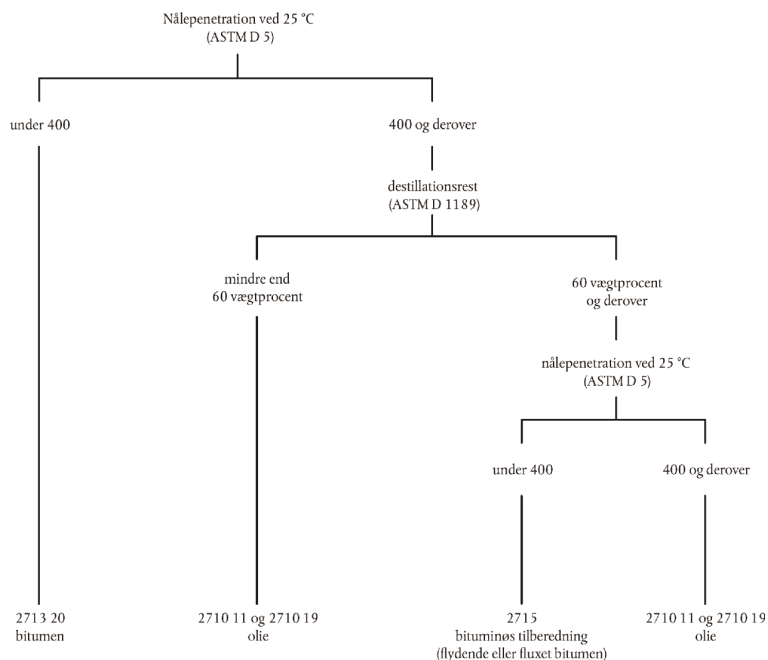 Nålepenetration ved 25 °C
(ASTM D 5)
under 400
400 og derover
destillationsrest
(ASTM D 1189)
mindre end
60 vægtprocent
60 vægtprocent
og derover
nålepenetration ved 25 °C
(ASTM D 5)
under 400
400 og derover
2713 20
bitumen
2710 11 og 2710 19
olie
2715
bituminøs tilberedning
(flydende eller fluxet bitumen)
2710 11 og 2710 19
olie